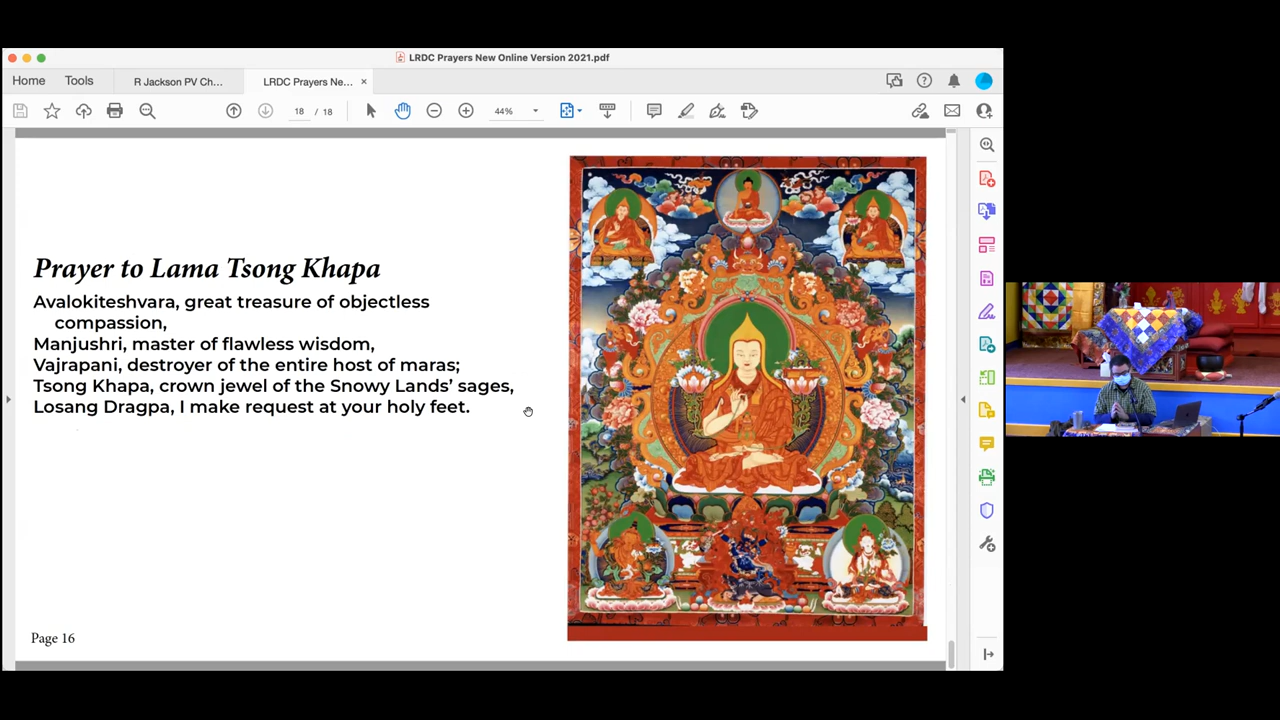 LRDC Prayers New Online Version 2021.pdf
Home
Tools
R Jackson PV Ch...
LRDC Prayers Ne...
18 / 18
44%
Prayer to Lama Tsong Khapa
Avalokiteshvara, great treasure of objectless
compassion,
Manjushri, master of flawless wisdom,
Vajrapani, destroyer of the entire host of maras;
Tsong Khapa, crown jewel of the Snowy Lands’ sages,
Losang Dragpa, I make request at your holy feet.
Page 16